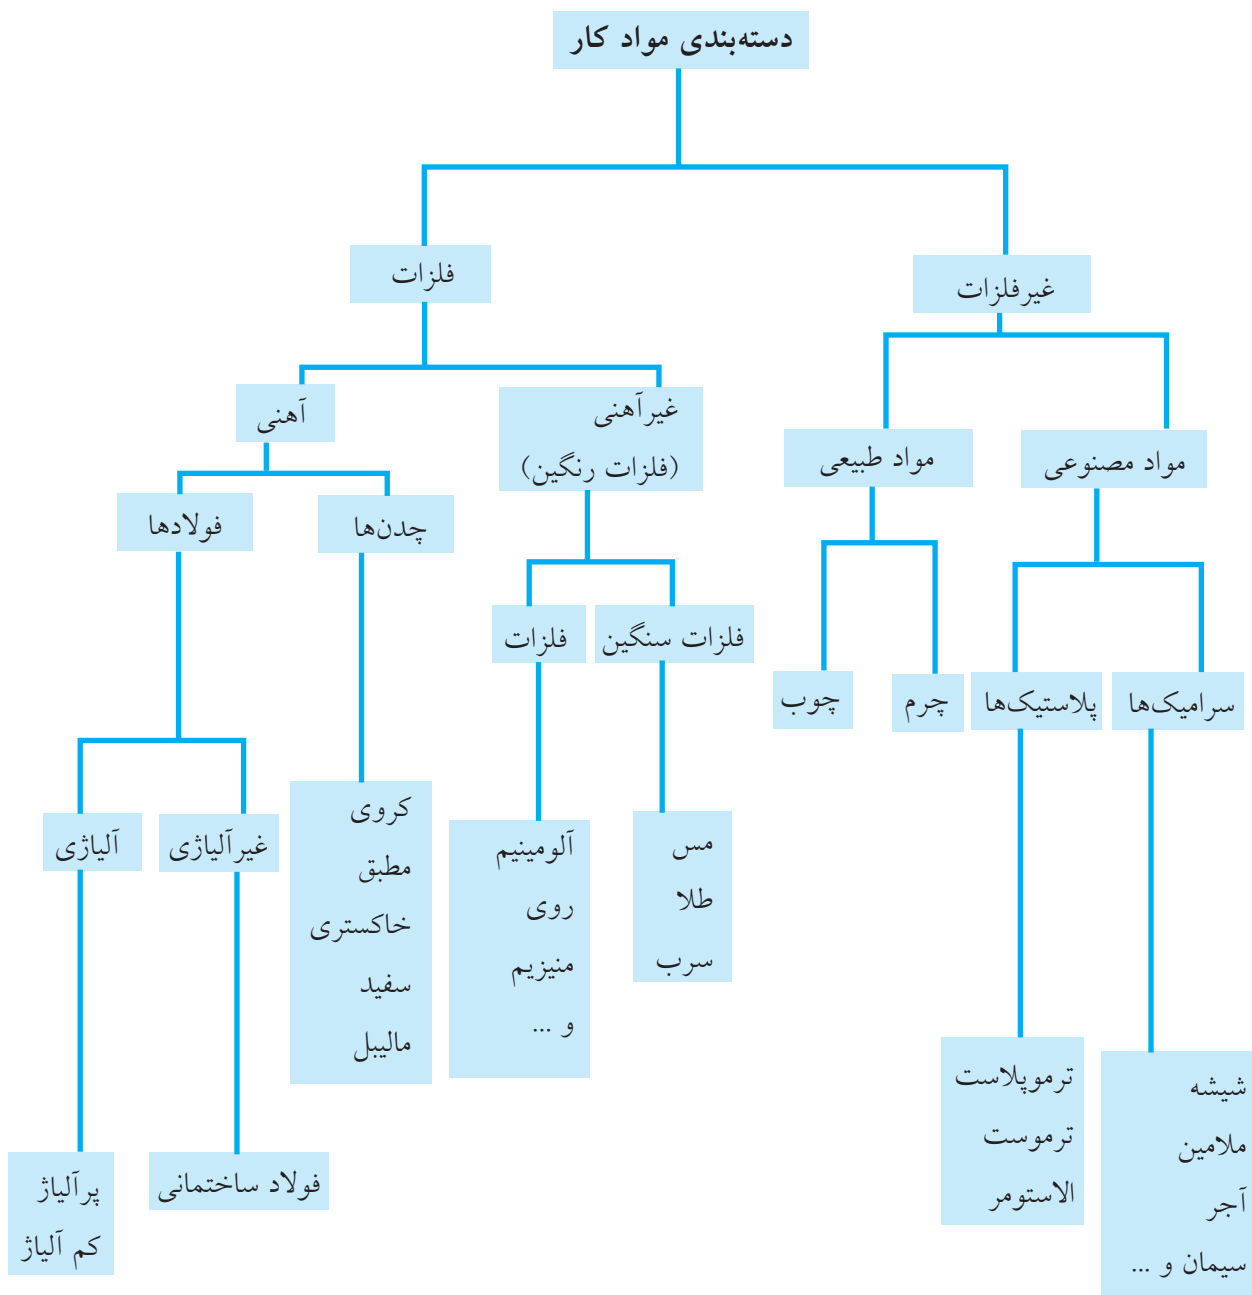 دسته‌بندی مواد کار
غیرفلزات
فلزات
مواد مصنوعی
مواد طبیعی
غیرآهنی
(فلزات رنگین)
آهنی
سرامیک‌ها
پلاستیک‌ها
چرم
چوب
فلزات سنگین
فلزات
چدن‌ها
فولادها
شیشه
ملامین
آجر
سیمان و ...
ترموپلاست
ترموست
الاستومر
مس
طلا
سرب
آلومینیم
روی
منیزیم
و ...
کروی
مطبق
خاکستری
سفید
مالیبل
غیرآلیاژی
آلیاژی
فولاد ساختمانی
پرآلیاژ
کم آلیاژ